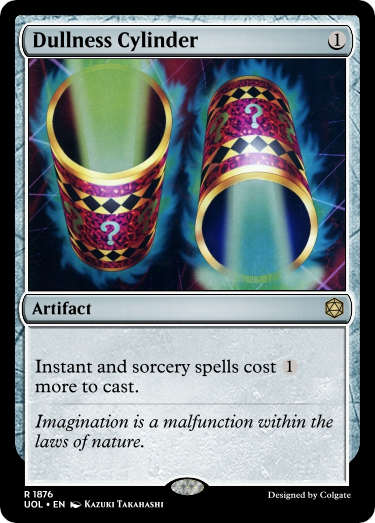 Dullness Cylinder 1
? ?
?
Artifact
Instant and sorcery spells cost 1
more to cast.
Imagination is a malfunction within the
laws of nature.
R 1876
UOL • EN KAZUKI TAKAHASHI
Designed by Colgate